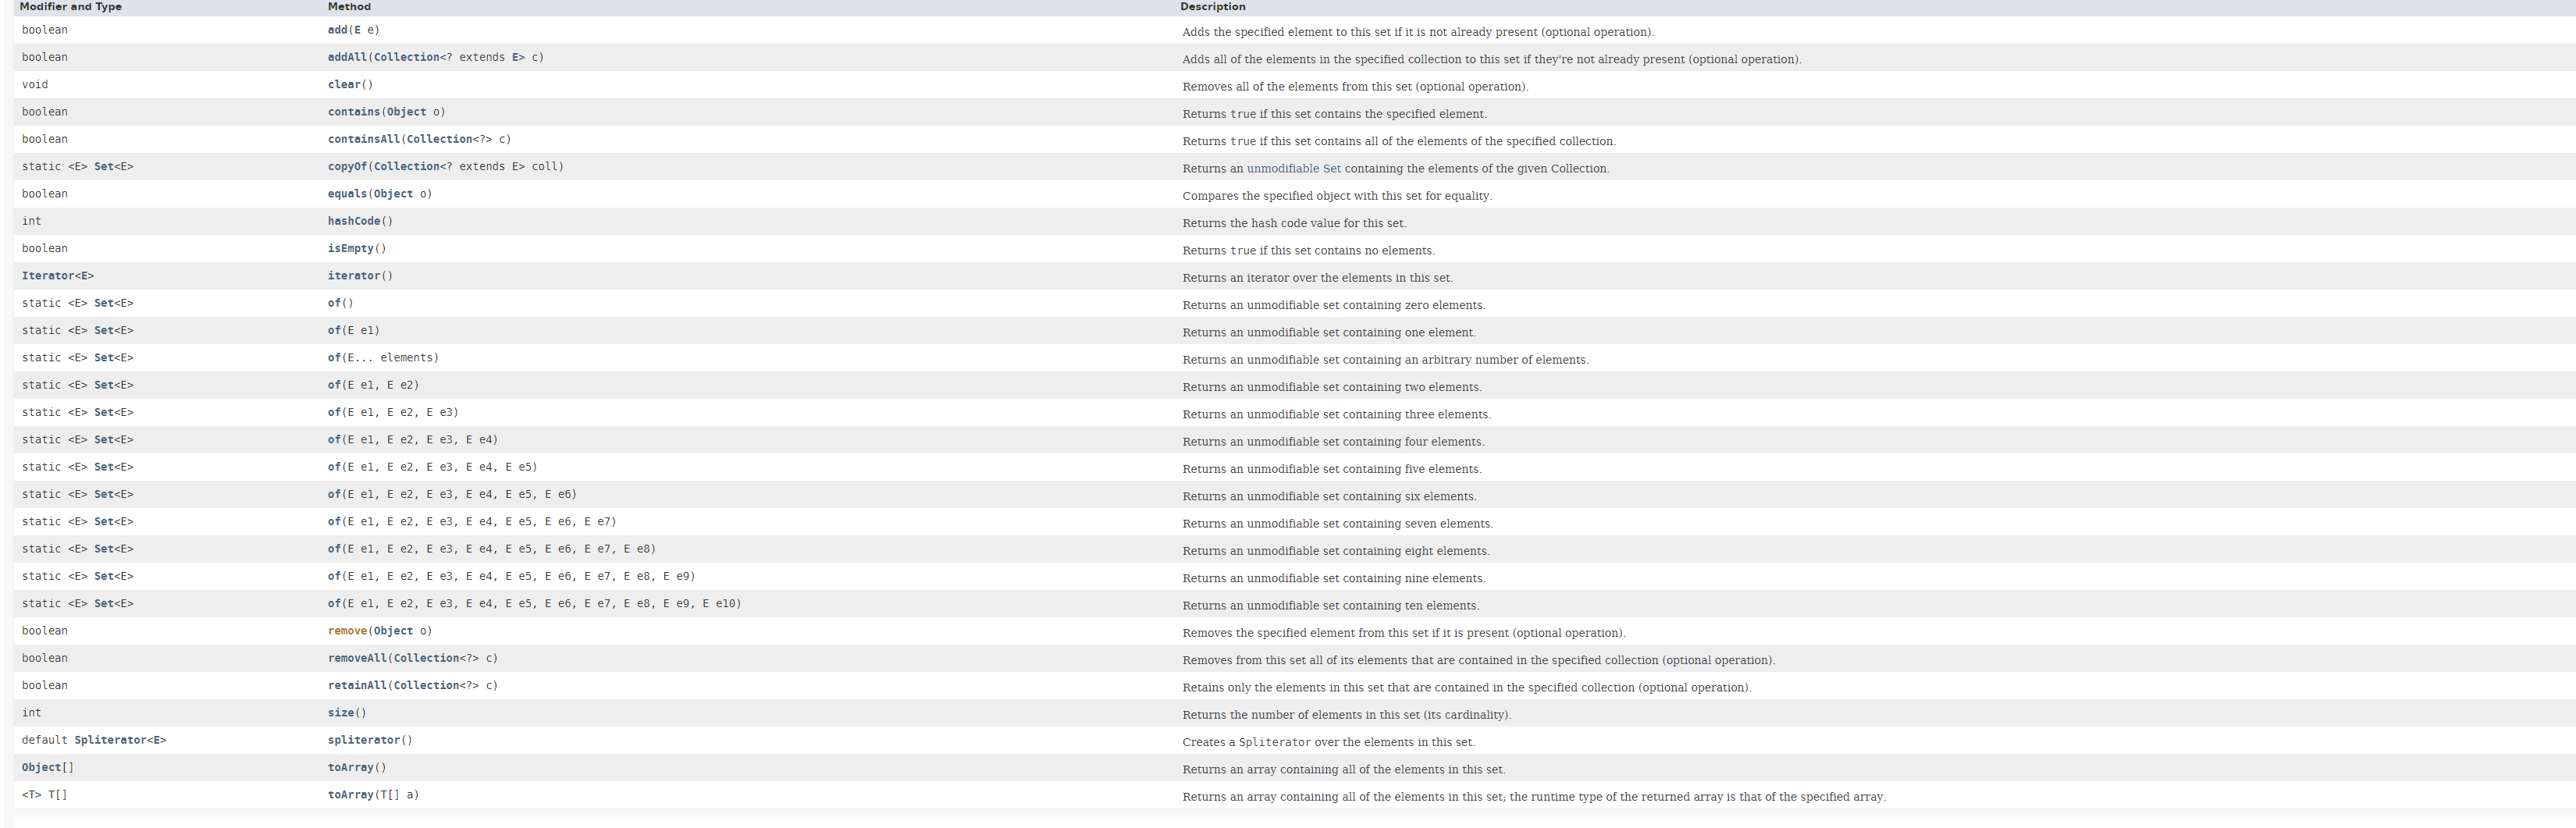 Modifier and Type Method Description
boolean add(E e) Adds the specified element to this set if it is not already present (optional operation).
boolean addAll(Collection<? extends E> c) Adds all of the elements in the specified collection to this set if they're not already present (optional operation).
void clear() Removes all of the elements from this set (optional operation).
boolean contains(Object o) Returns true if this set contains the specified element.
boolean containsAll(Collection<?> c) Returns true if this set contains all of the elements of the specified collection.
static <E> Set<E> copyOf(Collection<? extends E> coll) Returns an unmodifiable Set containing the elements of the given Collection.
boolean equals(Object o) Compares the specified object with this set for equality.
int hashCode() Returns the hash code value for this set.
boolean isEmpty() Returns true if this set contains no elements.
Iterator<E> iterator() Returns an iterator over the elements in this set.
static <E> Set<E> of() Returns an unmodifiable set containing zero elements.
static <E> Set<E> of(E e1) Returns an unmodifiable set containing one element.
static <E> Set<E> of(E... elements) Returns an unmodifiable set containing an arbitrary number of elements.
static <E> Set<E> of(E e1, E e2) Returns an unmodifiable set containing two elements.
static <E> Set<E> of(E e1, E e2, E e3) Returns an unmodifiable set containing three elements.
static <E> Set<E> of(E e1, E e2, E e3, E e4) Returns an unmodifiable set containing four elements.
static <E> Set<E> of(E e1, E e2, E e3, E e4, E e5) Returns an unmodifiable set containing five elements.
static <E> Set<E> of(E e1, E e2, E e3, E e4, E e5, E e6) Returns an unmodifiable set containing six elements.
static <E> Set<E> of(E e1, E e2, E e3, E e4, E e5, E e6, E e7) Returns an unmodifiable set containing seven elements.
static <E> Set<E> of(E e1, E e2, E e3, E e4, E e5, E e6, E e7, E e8) Returns an unmodifiable set containing eight elements.
static <E> Set<E> of(E e1, E e2, E e3, E e4, E e5, E e6, E e7, E e8, E e9) Returns an unmodifiable set containing nine elements.
static <E> Set<E> of(E e1, E e2, E e3, E e4, E e5, E e6, E e7, E e8, E e9, E e10) Returns an unmodifiable set containing ten elements.
boolean remove(Object o) Removes the specified element from this set if it is present (optional operation).
boolean removeAll(Collection<?> c) Removes from this set all of its elements that are contained in the specified collection (optional operation).
boolean retainAll(Collection<?> c) Retains only the elements in this set that are contained in the specified collection (optional operation).
int size() Returns the number of elements in this set (its cardinality).
default Spliterator<E> spliterator() Creates a Spliterator over the elements in this set.
Object[] toArray() Returns an array containing all of the elements in this set.
<T> T[] toArray(T[] a) Returns an array containing all of the elements in this set; the runtime type of the returned array is that of the specified array.